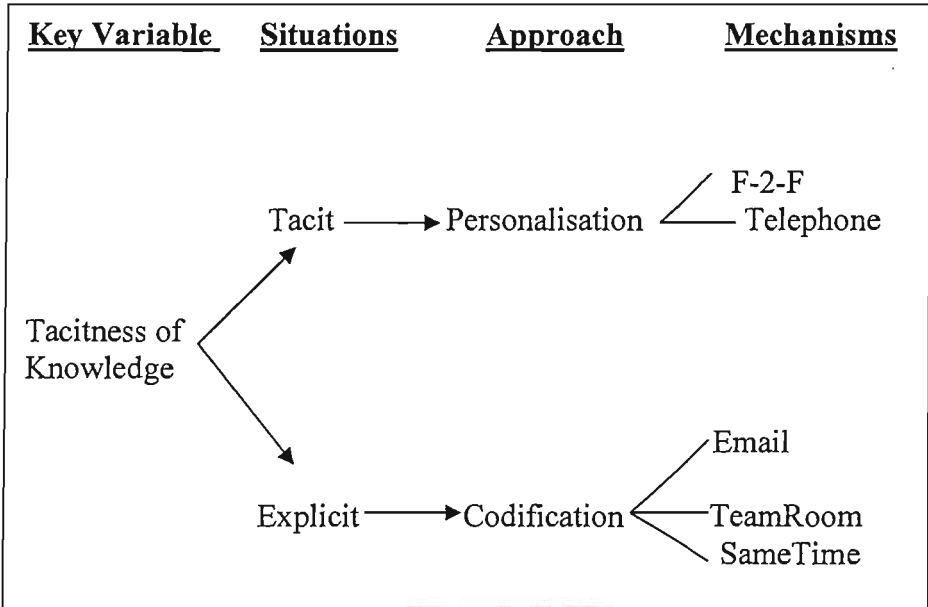 Key Variable Situations Approach Mechanisms
F-2-F
Tacit Personalisation Telephone
Tacitness of
Knowledge
Email
Explicit Codification TeamRoom
SameTime